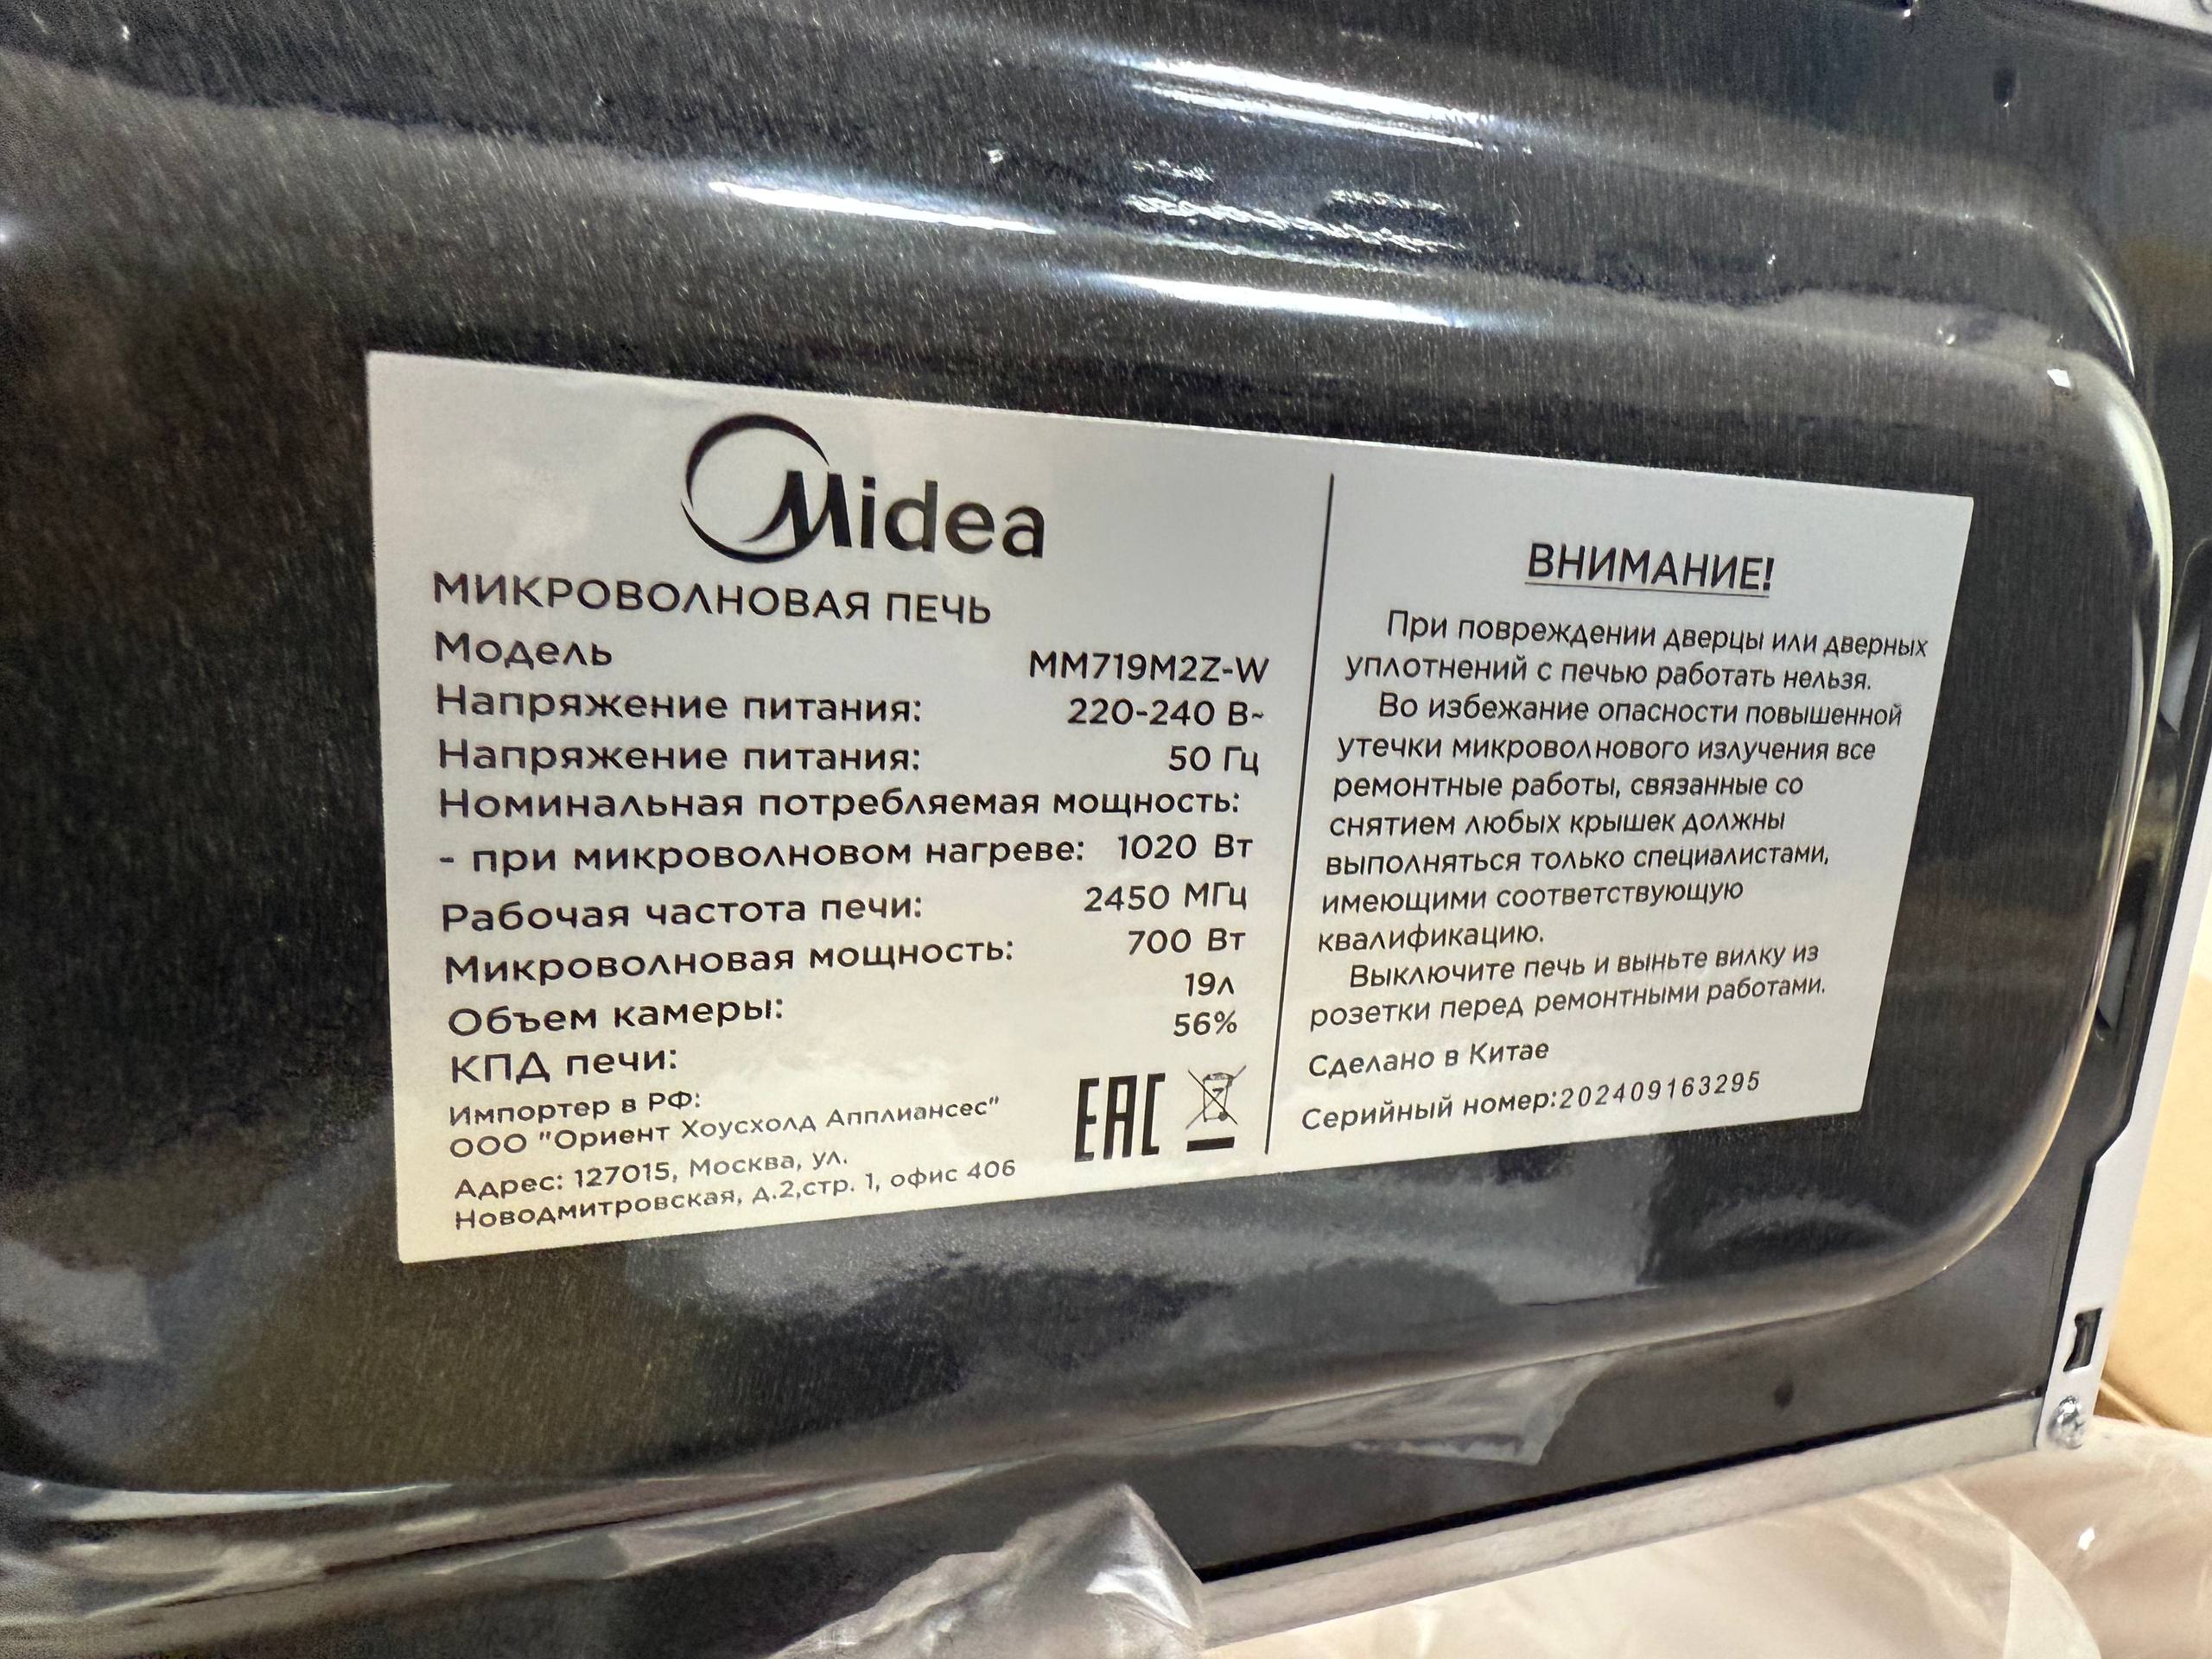 Midea
МИКРОВОЛНОВАЯ ПЕЧЬ
Модель MM719M2Z-W
Напряжение питания: 220-240 В~
Напряжение питания: 50 Гц
Номинальная потребляемая мощность:
- при микроволновом нагреве: 1020 Вт
Рабочая частота печи: 2450 МГц
Микроволновая мощность: 700 Вт
Объем камеры: 19л
КПД печи: 56%
Импортер в РФ:
ООО "Ориент Хоусхолд Апплиансес"
Адрес: 127015, Москва, ул.
Новодмитровская, д.2,стр. 1, офис 406
EAC
ВНИМАНИЕ!
При повреждении дверцы или дверных
уплотнений с печью работать нельзя.
Во избежание опасности повышенной
утечки микроволнового излучения все
ремонтные работы, связанные со
снятием любых крышек должны
выполняться только специалистами,
имеющими соответствующую
квалификацию.
Выключите печь и выньте вилку из
розетки перед ремонтными работами.
Сделано в Китае
Серийный номер:202409163295